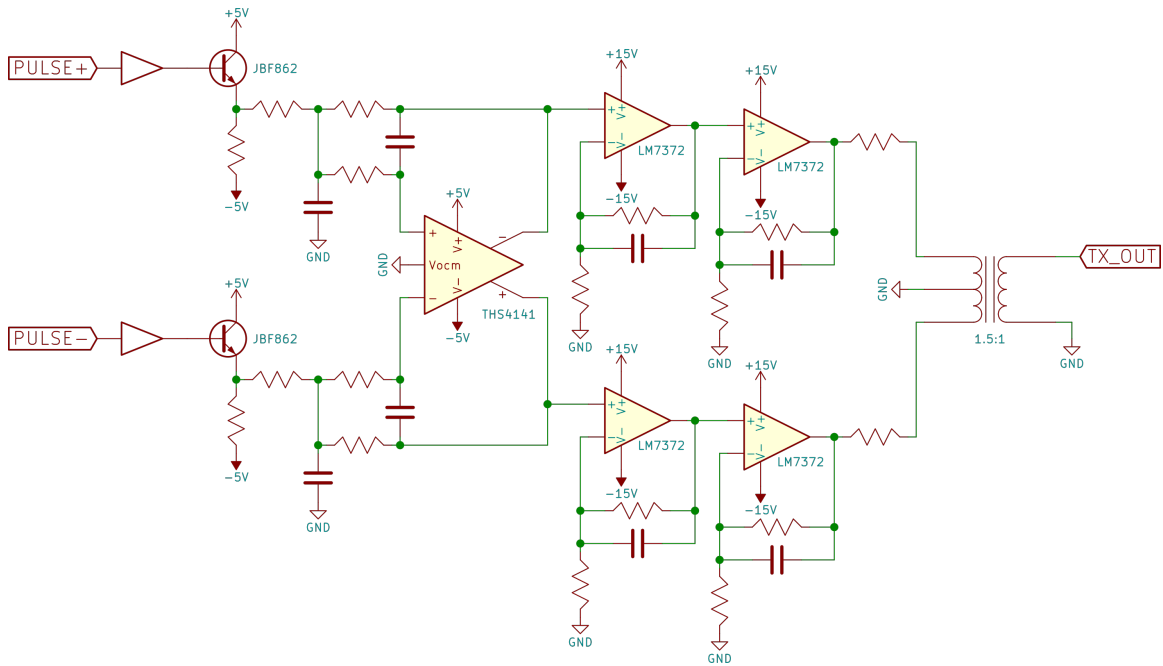 +5V
PULSE+
JBF862
-5V
GND
+5V
GND
Vocm
V+
V-
THS4141
-5V
+15V
+
-
V+
V-
LM7372
-15V
GND
+15V
+
-
V+
V-
LM7372
-15V
GND
+5V
PULSE-
JBF862
-5V
GND
+15V
+
-
V+
V-
LM7372
-15V
GND
+15V
+
-
V+
V-
LM7372
-15V
GND
GND
1.5:1
TX_OUT
GND